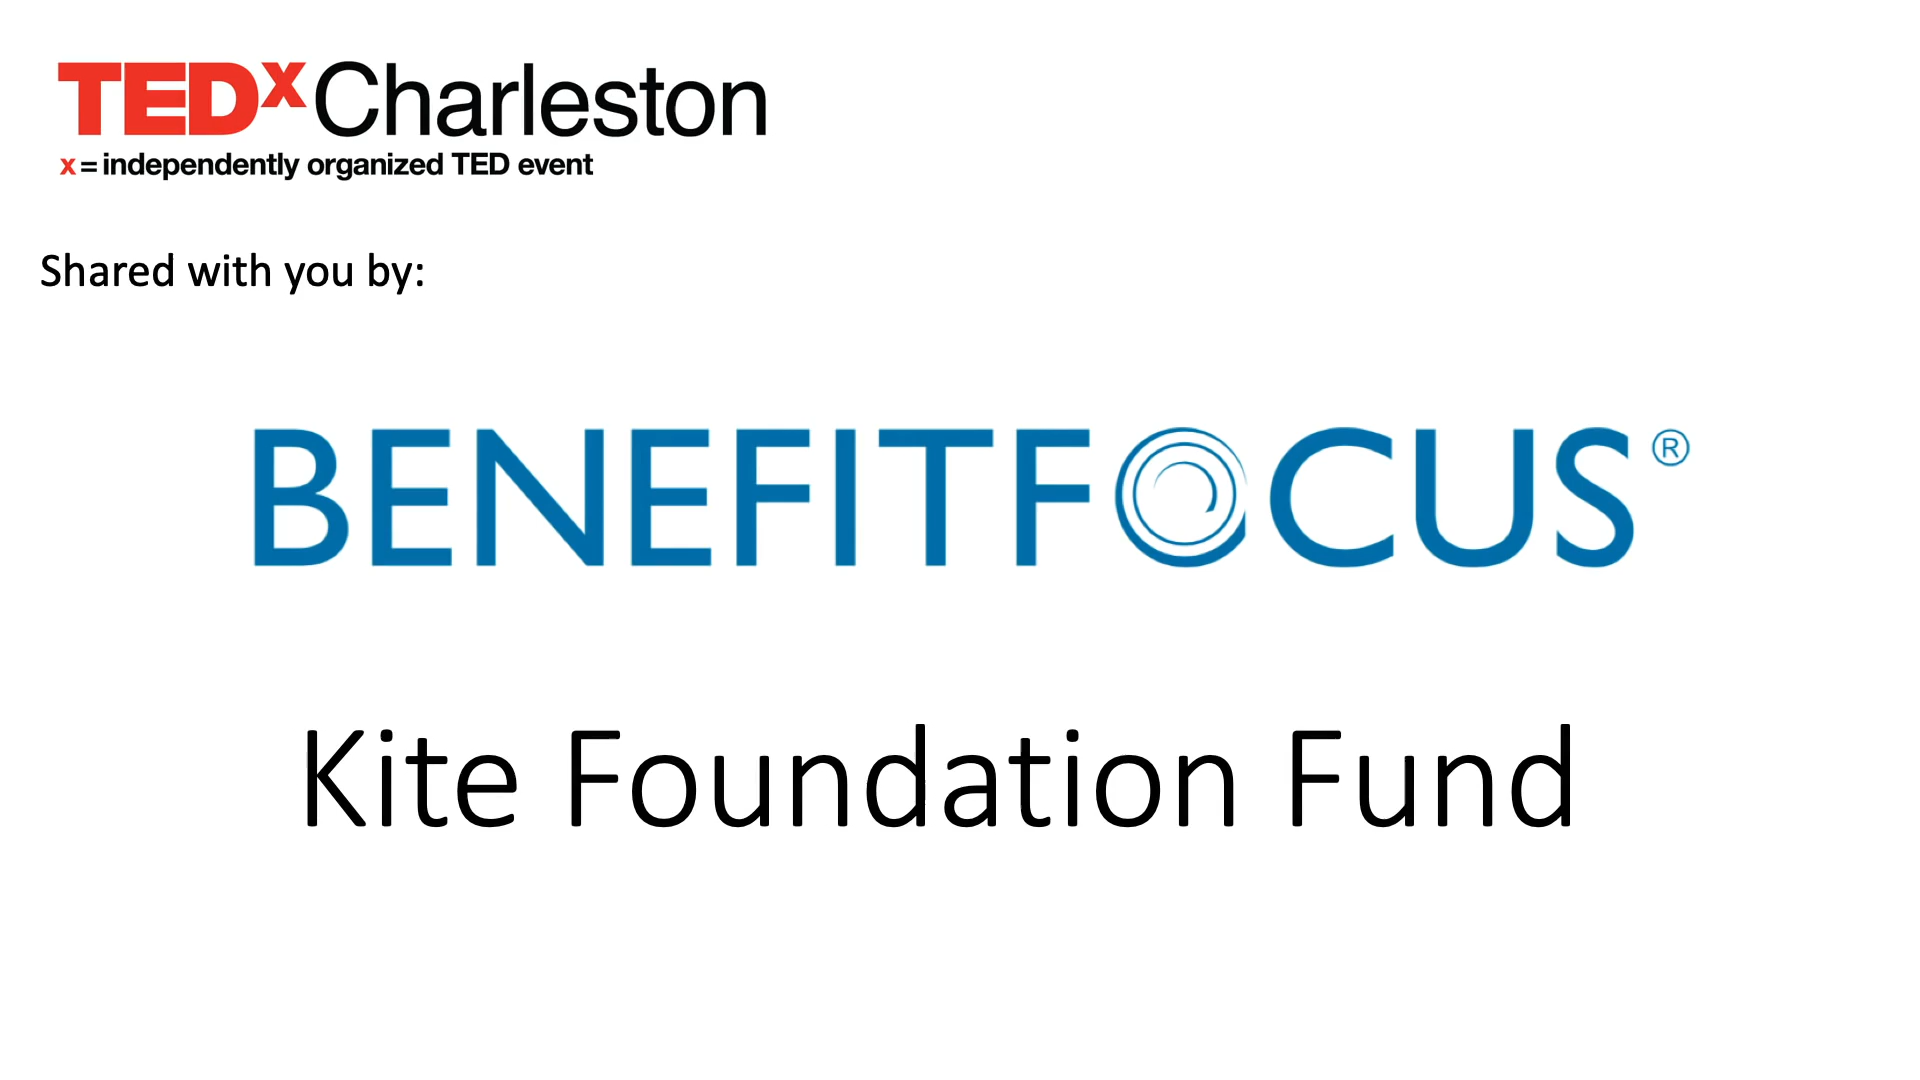 TEDxCharleston
x = independently organized TED event
Shared with you by:
BENEFITFOCUS®
Kite Foundation Fund